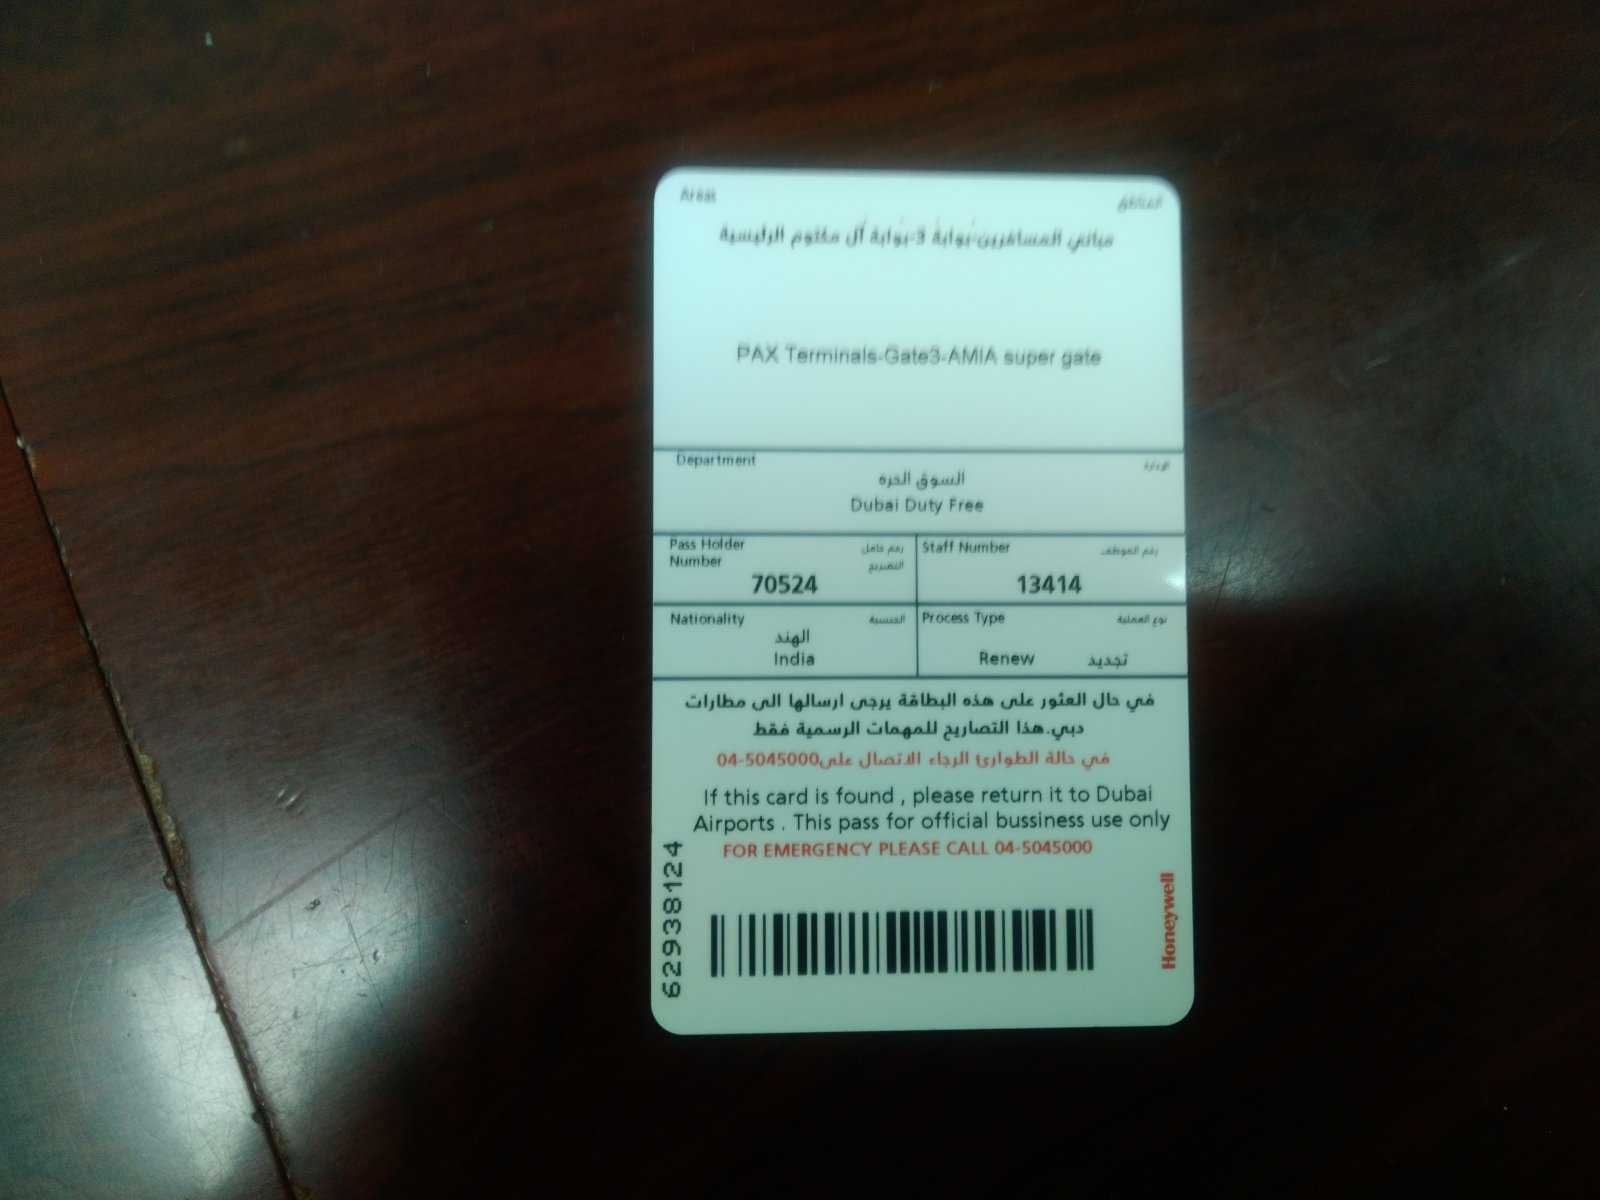 Areas المناطق
مباني المسافرين-بوابة 3-بوابة آل مكتوم الرئيسية
PAX Terminals-Gate3-AMIA super gate
Department الإدارة
السوق الحره
Dubai Duty Free
Pass Holder Number رقم حامل التصريح
70524
Staff Number رقم الموظف
13414
Nationality الجنسية
الهند
India
Process Type نوع العملية
Renew تجديد
في حال العثور على هذه البطاقة يرجى ارسالها الى مطارات
دبي.هذا التصاريح للمهمات الرسمية فقط
في حالة الطوارئ الرجاء الاتصال على04-5045000
If this card is found , please return it to Dubai
Airports . This pass for official bussiness use only
FOR EMERGENCY PLEASE CALL 04-5045000
62938124
Honeywell